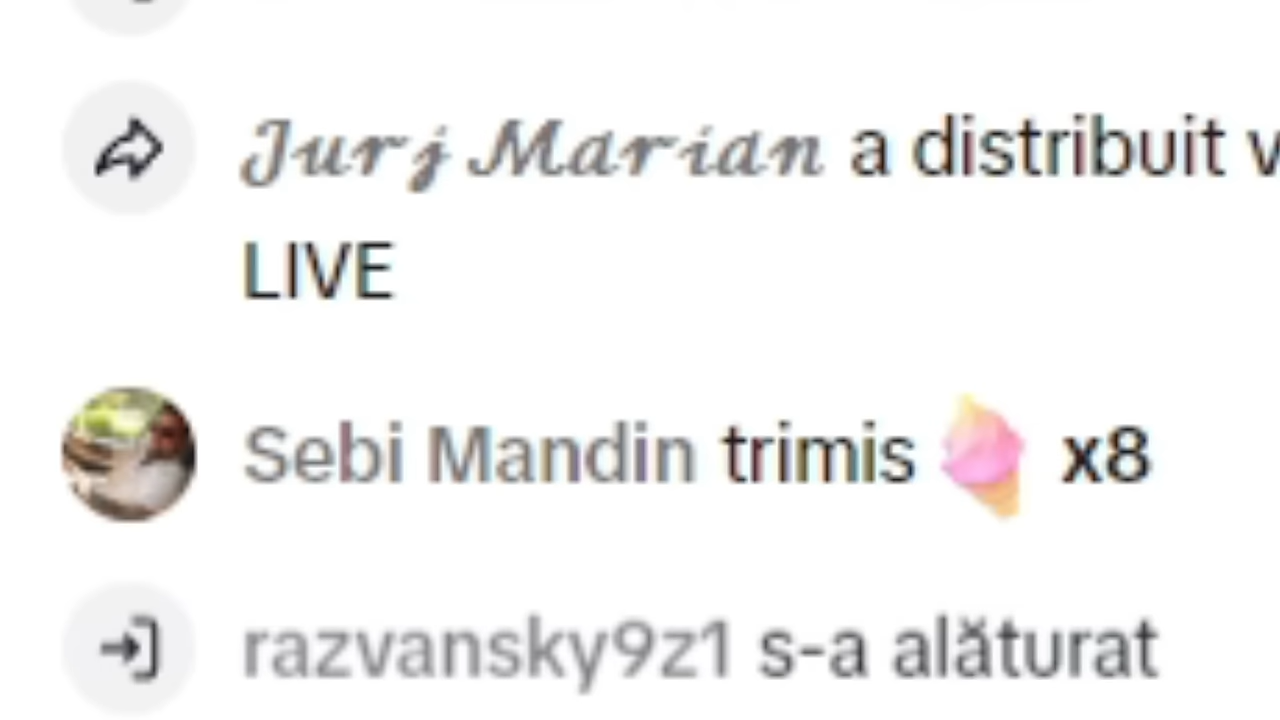 𝓙𝓾𝓻𝓳 𝓜𝓪𝓻𝓲𝓪𝓷 a distribuit
LIVE
Sebi Mandin trimis 🍦 x8
razvansky9z1 s-a alăturat